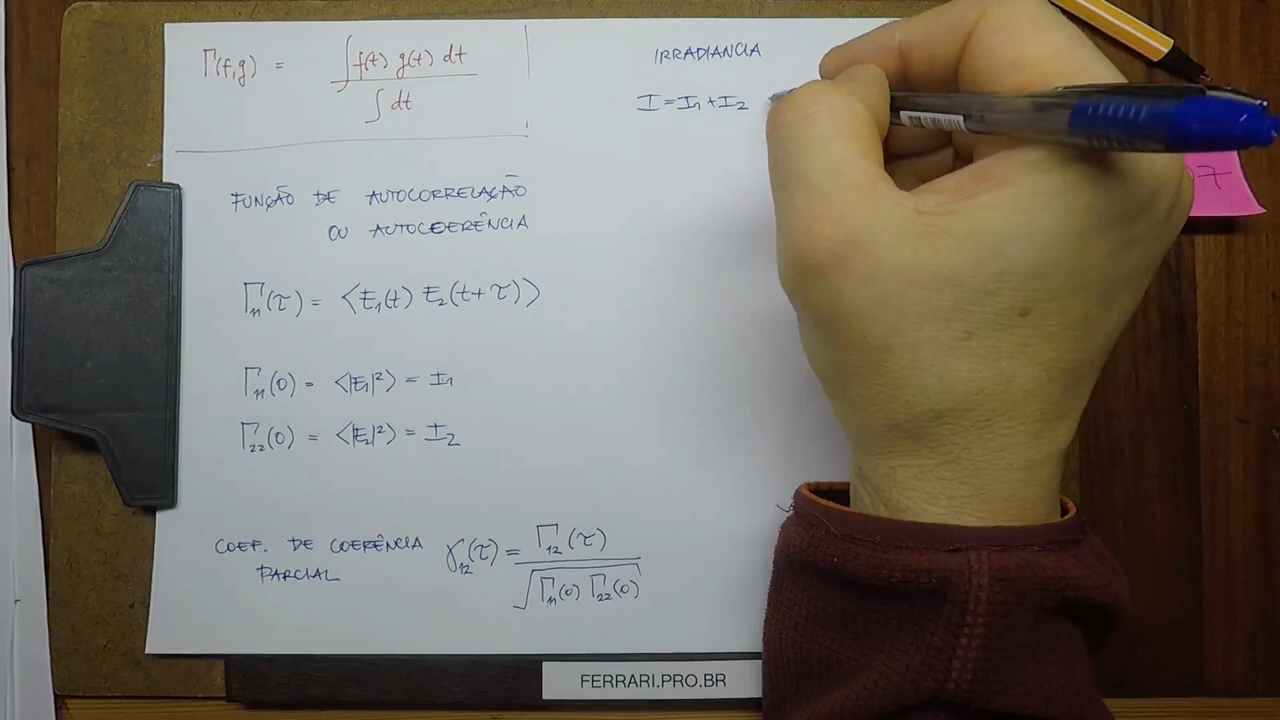 Γ(f,g) = ∫f(t) g(t) dt / ∫dt
FUNÇÃO DE AUTOCORRELAÇÃO
OU AUTOCOERÊNCIA
Γ₁₁(τ) = ⟨E₁(t) E₂(t+τ)⟩
Γ₁₁(0) = ⟨|E₁|²⟩ = I₁
Γ₂₂(0) = ⟨|E₂|²⟩ = I₂
COEF. DE COERÊNCIA
PARCIAL
γ₁₂(τ) = Γ₁₂(τ) / √Γ₁₁(0) Γ₂₂(0)
IRRADIANCIA
I = I₁ + I₂
FERRARI.PRO.BR